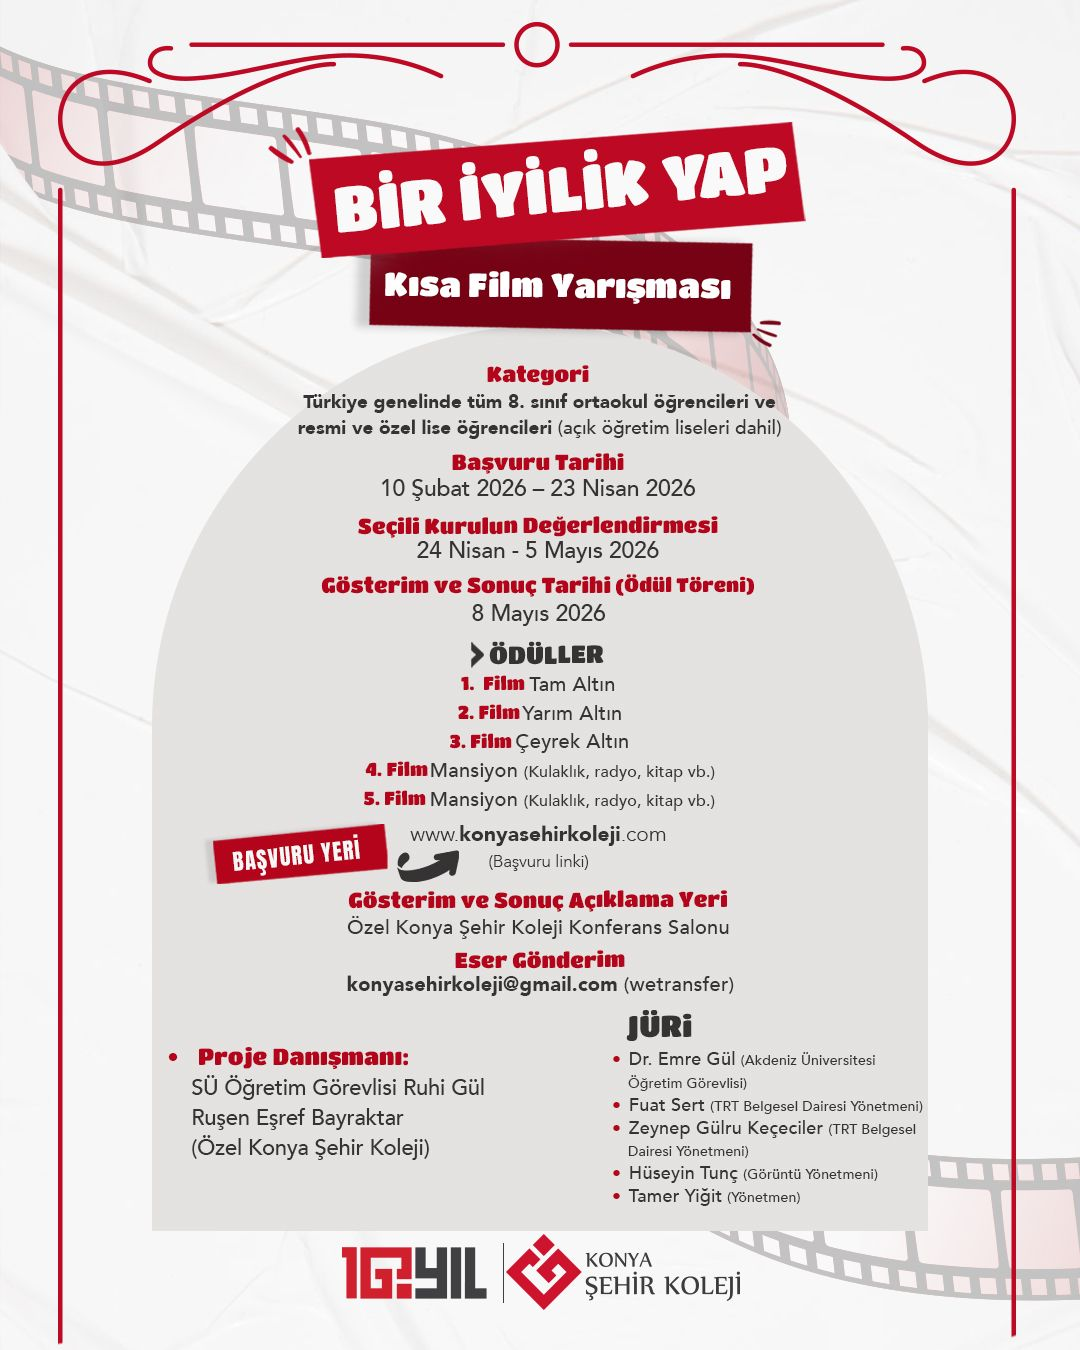 BİR İYİLİK YAP
Kısa Film Yarışması
Kategori
Türkiye genelinde tüm 8. sınıf ortaokul öğrencileri ve
resmi ve özel lise öğrencileri (açık öğretim liseleri dahil)
Başvuru Tarihi
10 Şubat 2026 – 23 Nisan 2026
Seçili Kurulun Değerlendirmesi
24 Nisan - 5 Mayıs 2026
Gösterim ve Sonuç Tarihi (Ödül Töreni)
8 Mayıs 2026
ÖDÜLLER
1. Film Tam Altın
2. Film Yarım Altın
3. Film Çeyrek Altın
4. Film Mansiyon (Kulaklık, radyo, kitap vb.)
5. Film Mansiyon (Kulaklık, radyo, kitap vb.)
BAŞVURU YERİ
www.konyasehirkoleji.com
(Başvuru linki)
Gösterim ve Sonuç Açıklama Yeri
Özel Konya Şehir Koleji Konferans Salonu
Eser Gönderim
konyasehirkoleji@gmail.com (wetransfer)
• Proje Danışmanı:
SÜ Öğretim Görevlisi Ruhi Gül
Ruşen Eşref Bayraktar
(Özel Konya Şehir Koleji)
JÜRİ
• Dr. Emre Gül (Akdeniz Üniversitesi
Öğretim Görevlisi)
• Fuat Sert (TRT Belgesel Dairesi Yönetmeni)
• Zeynep Gülru Keçeciler (TRT Belgesel
Dairesi Yönetmeni)
• Hüseyin Tunç (Görüntü Yönetmeni)
• Tamer Yiğit (Yönetmen)
10.YIL
KONYA
ŞEHİR KOLEJİ